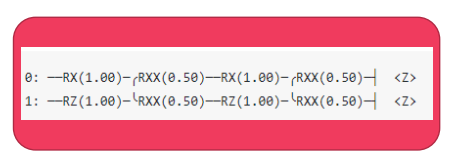 0: ──RX(1.00)─╭RXX(0.50)──RX(1.00)─╭RXX(0.50)─┤  <Z>
1: ──RZ(1.00)─╰RXX(0.50)──RZ(1.00)─╰RXX(0.50)─┤  <Z>